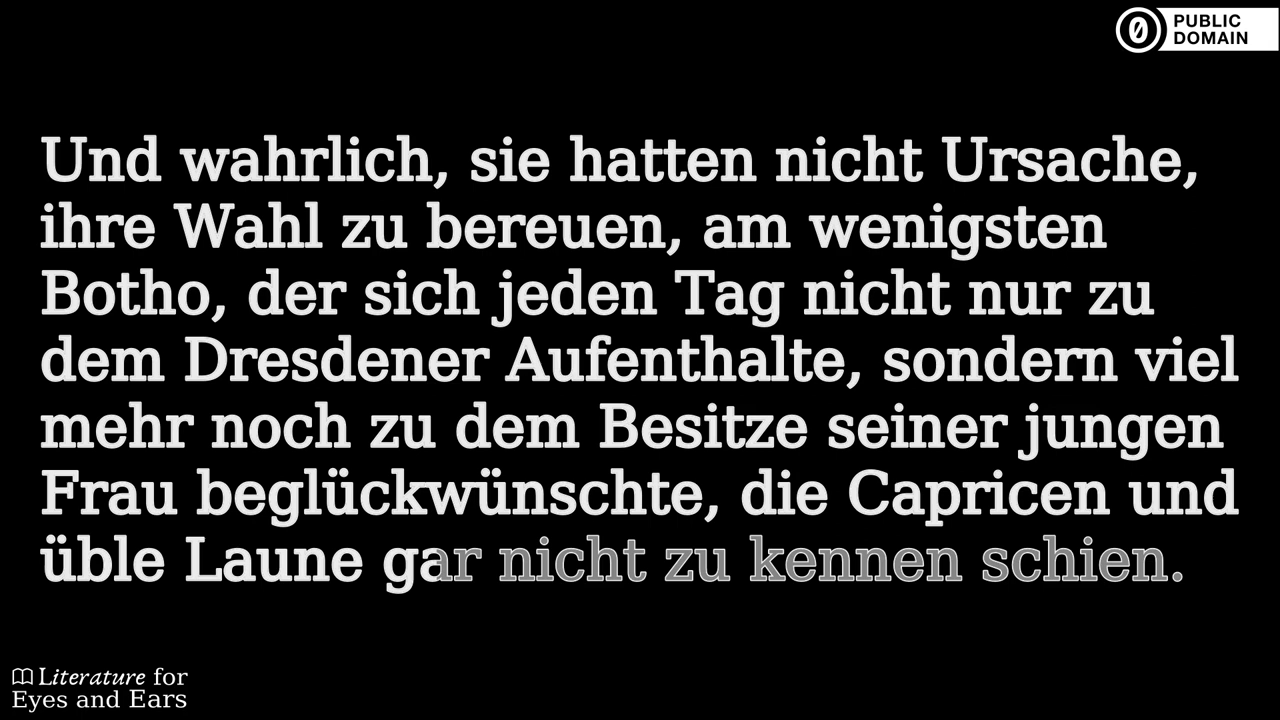 PUBLIC
DOMAIN
Und wahrlich, sie hatten nicht Ursache,
ihre Wahl zu bereuen, am wenigsten
Botho, der sich jeden Tag nicht nur zu
dem Dresdener Aufenthalte, sondern viel
mehr noch zu dem Besitze seiner jungen
Frau beglückwünschte, die Capricen und
üble Laune gar nicht zu kennen schien.
Literature for
Eyes and Ears